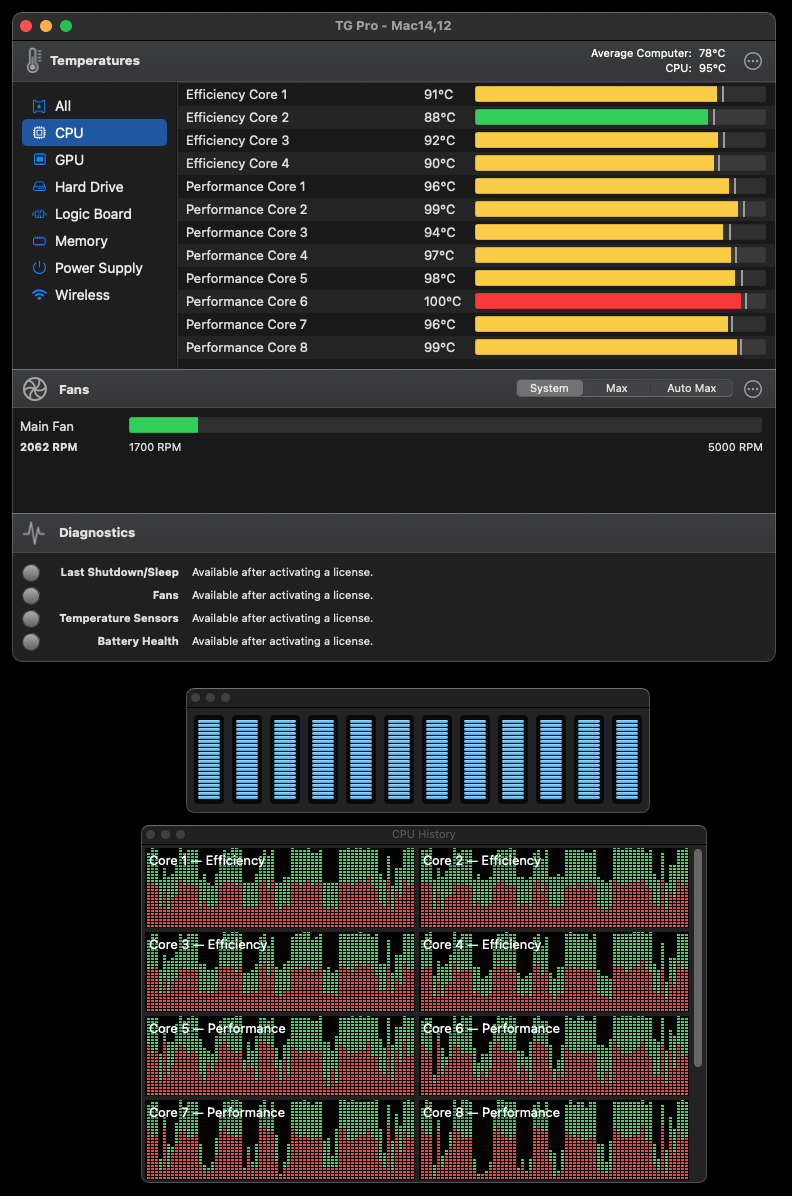 TG Pro - Mac14,12
Temperatures
Average Computer: 78°C
CPU: 95°C
All
CPU
GPU
Hard Drive
Logic Board
Memory
Power Supply
Wireless
Efficiency Core 1 91°C
Efficiency Core 2 88°C
Efficiency Core 3 92°C
Efficiency Core 4 90°C
Performance Core 1 96°C
Performance Core 2 99°C
Performance Core 3 94°C
Performance Core 4 97°C
Performance Core 5 98°C
Performance Core 6 100°C
Performance Core 7 96°C
Performance Core 8 99°C
Fans
System Max Auto Max
Main Fan
2062 RPM 1700 RPM 5000 RPM
Diagnostics
Last Shutdown/Sleep Available after activating a license.
Fans Available after activating a license.
Temperature Sensors Available after activating a license.
Battery Health Available after activating a license.
CPU History
Core 1 — Efficiency Core 2 — Efficiency
Core 3 — Efficiency Core 4 — Efficiency
Core 5 — Performance Core 6 — Performance
Core 7 — Performance Core 8 — Performance